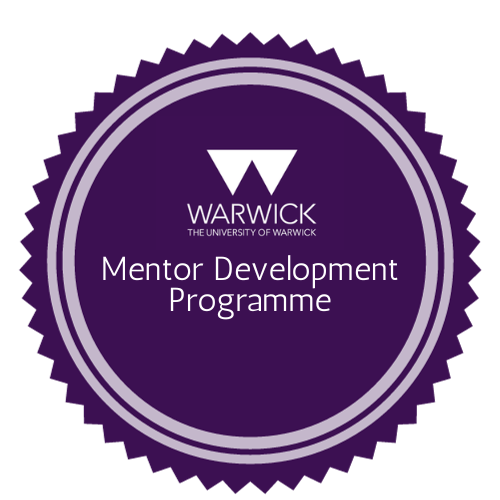 WARWICK
THE UNIVERSITY OF WARWICK
Mentor Development
Programme